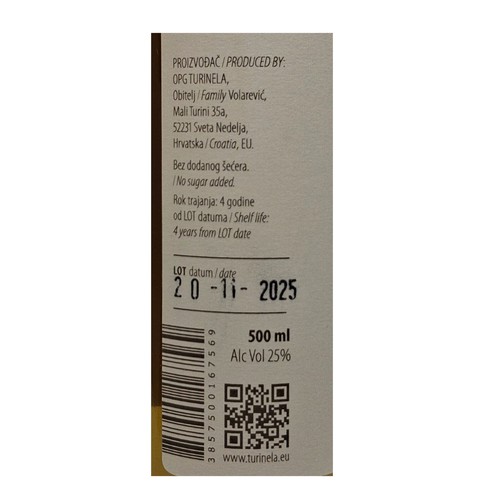 PROIZVOĐAČ / PRODUCED BY:
OPG TURINELA,
Obitelj / Family Volarević,
Mali Turini 35a,
52231 Sveta Nedelja,
Hrvatska / Croatia, EU.
Bez dodanog šećera.
/ No sugar added.
Rok trajanja: 4 godine
od LOT datuma / Shelf life:
4 years from LOT date
LOT datum / date
20 -11- 2025
500 ml
Alc Vol 25%
3857500167569
www.turinela.eu